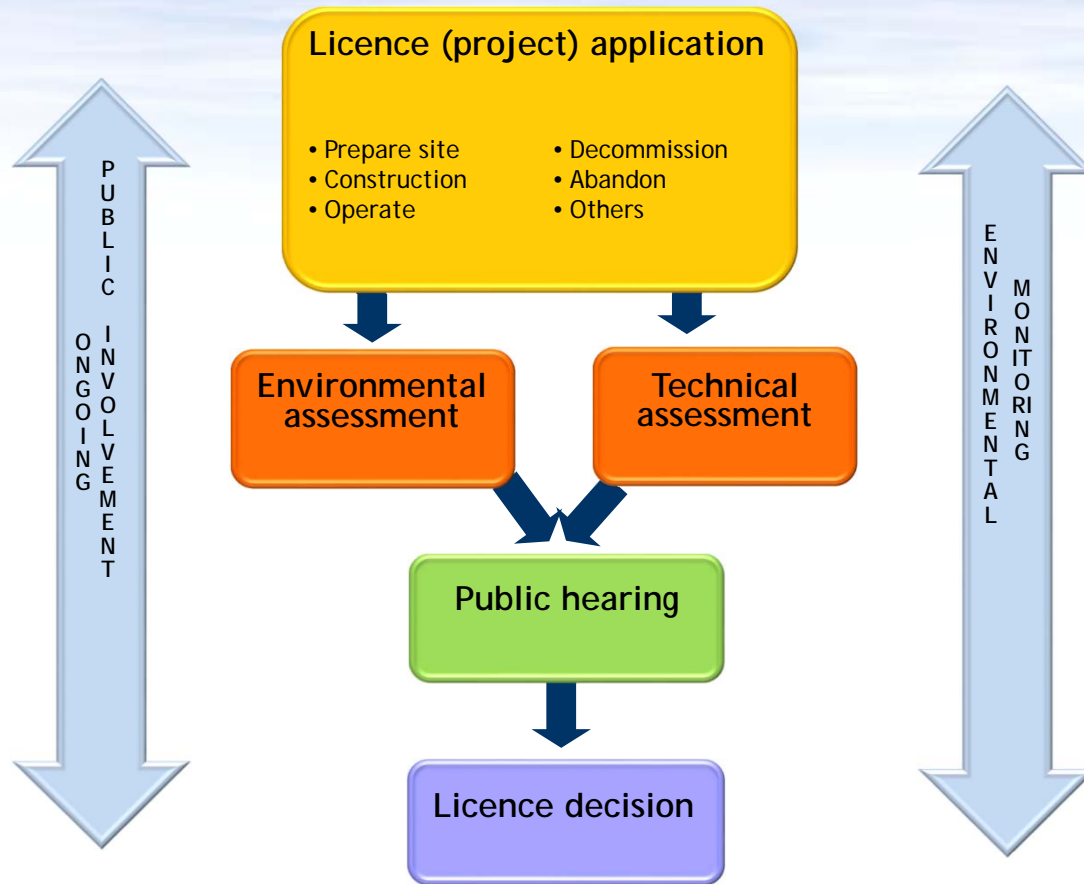 Licence (project) application
• Prepare site
• Construction
• Operate
• Decommission
• Abandon
• Others
ONGOING
PUBLIC INVOLVEMENT
ENVIRONMENTAL
MONITORING
Environmental
assessment
Technical
assessment
Public hearing
Licence decision